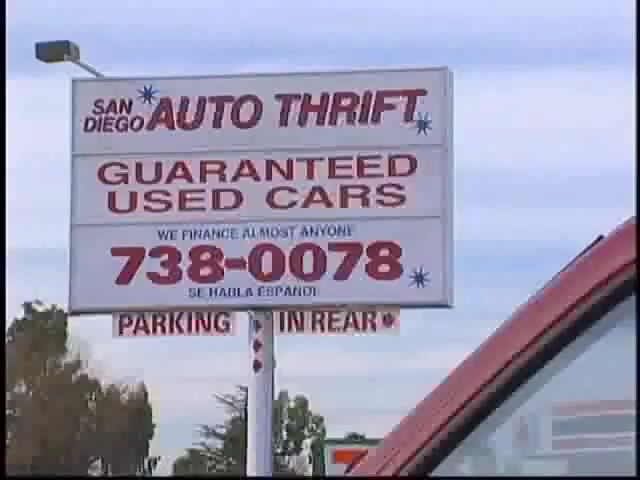 SAN DIEGO AUTO THRIFT
GUARANTEED
USED CARS
WE FINANCE ALMOST ANYONE
738-0078
SE HABLA ESPANOL
PARKING IN REAR
7